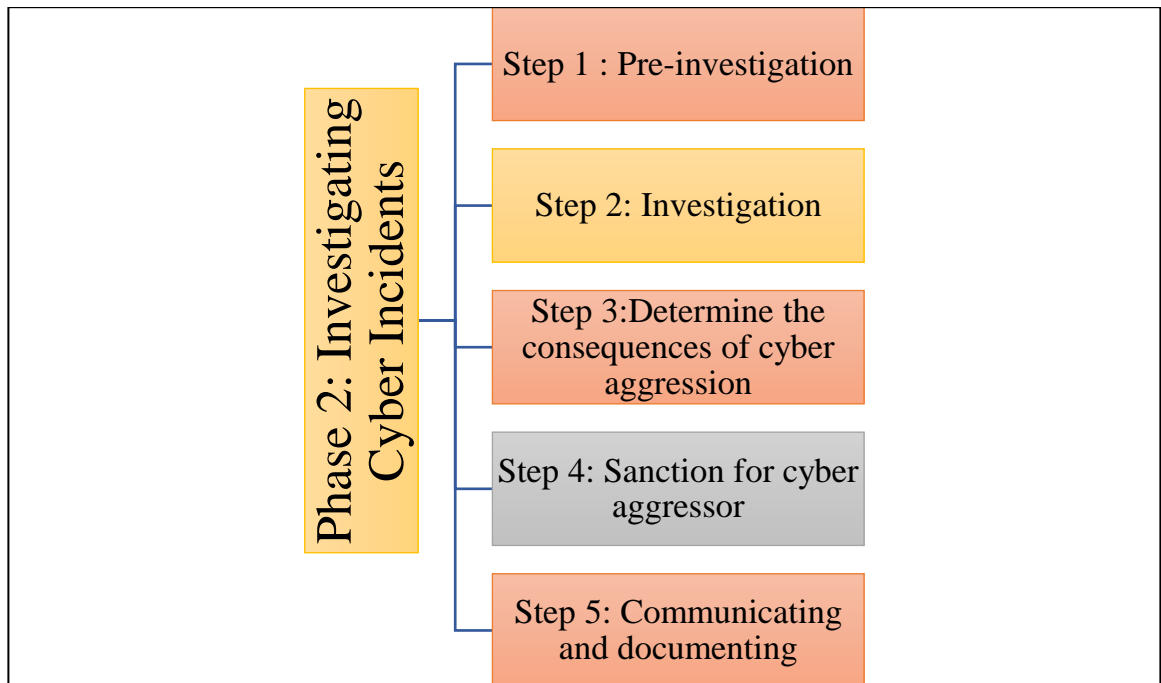 Phase 2: Investigating
Cyber Incidents
Step 1 : Pre-investigation
Step 2: Investigation
Step 3:Determine the
consequences of cyber
aggression
Step 4: Sanction for cyber
aggressor
Step 5: Communicating
and documenting